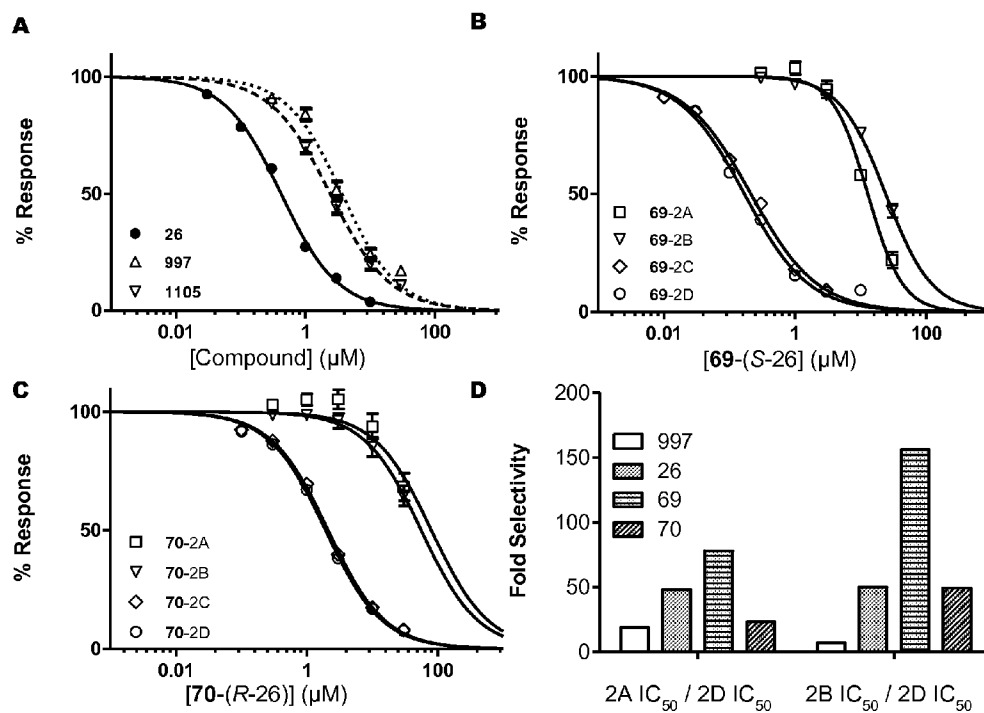 A
100
50
0
% Response
26
997
1105
0.01
1
100
[Compound] (µM)
B
100
50
0
% Response
69-2A
69-2B
69-2C
69-2D
0.01
1
100
[69-(S-26] (µM)
C
100
50
0
% Response
70-2A
70-2B
70-2C
70-2D
0.01
1
100
[70-(R-26)] (µM)
D
200
150
100
50
0
Fold Selectivity
997
26
69
70
2A IC50 / 2D IC50
2B IC50 / 2D IC50